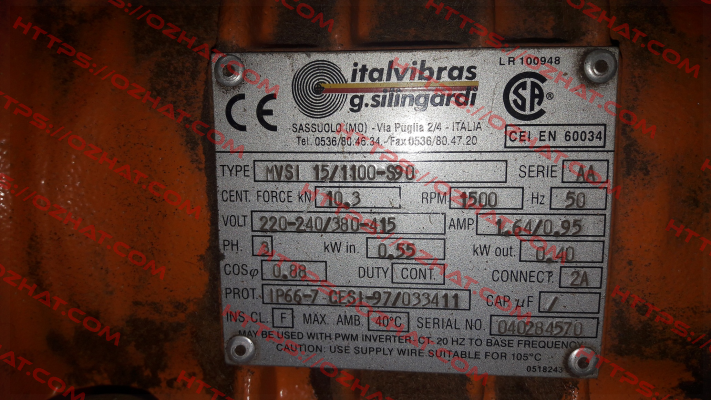 italvibras
g.silingardi
LR 100948
CE
SA
SASSUOLO (MO) - Via Puglia 2/4 - ITALIA
Tel. 0536/80.46.34 - Fax 0536/80.47.20
CEI EN 60034
TYPE MVSI 15/1100-S90 SERIE AA
CENT. FORCE kN 10,3 RPM 1500 Hz 50
VOLT 220-240/380-415 AMP. 1.64/0.95
PH. 3 kW in. 0.55 kW out. 0.40
COSφ 0.88 DUTY CONT. CONNECT. 2A
PROT. IP66-7 CESI-97/033411 CAP. µF /
INS.CL. F MAX. AMB. 40°C SERIAL NO. 040284570
MAY BE USED WITH PWM INVERTER-CT-20 HZ TO BASE FREQUENCY
CAUTION: USE SUPPLY WIRE SUITABLE FOR 105°C
0518243
HTTPS://OZHAT.COM